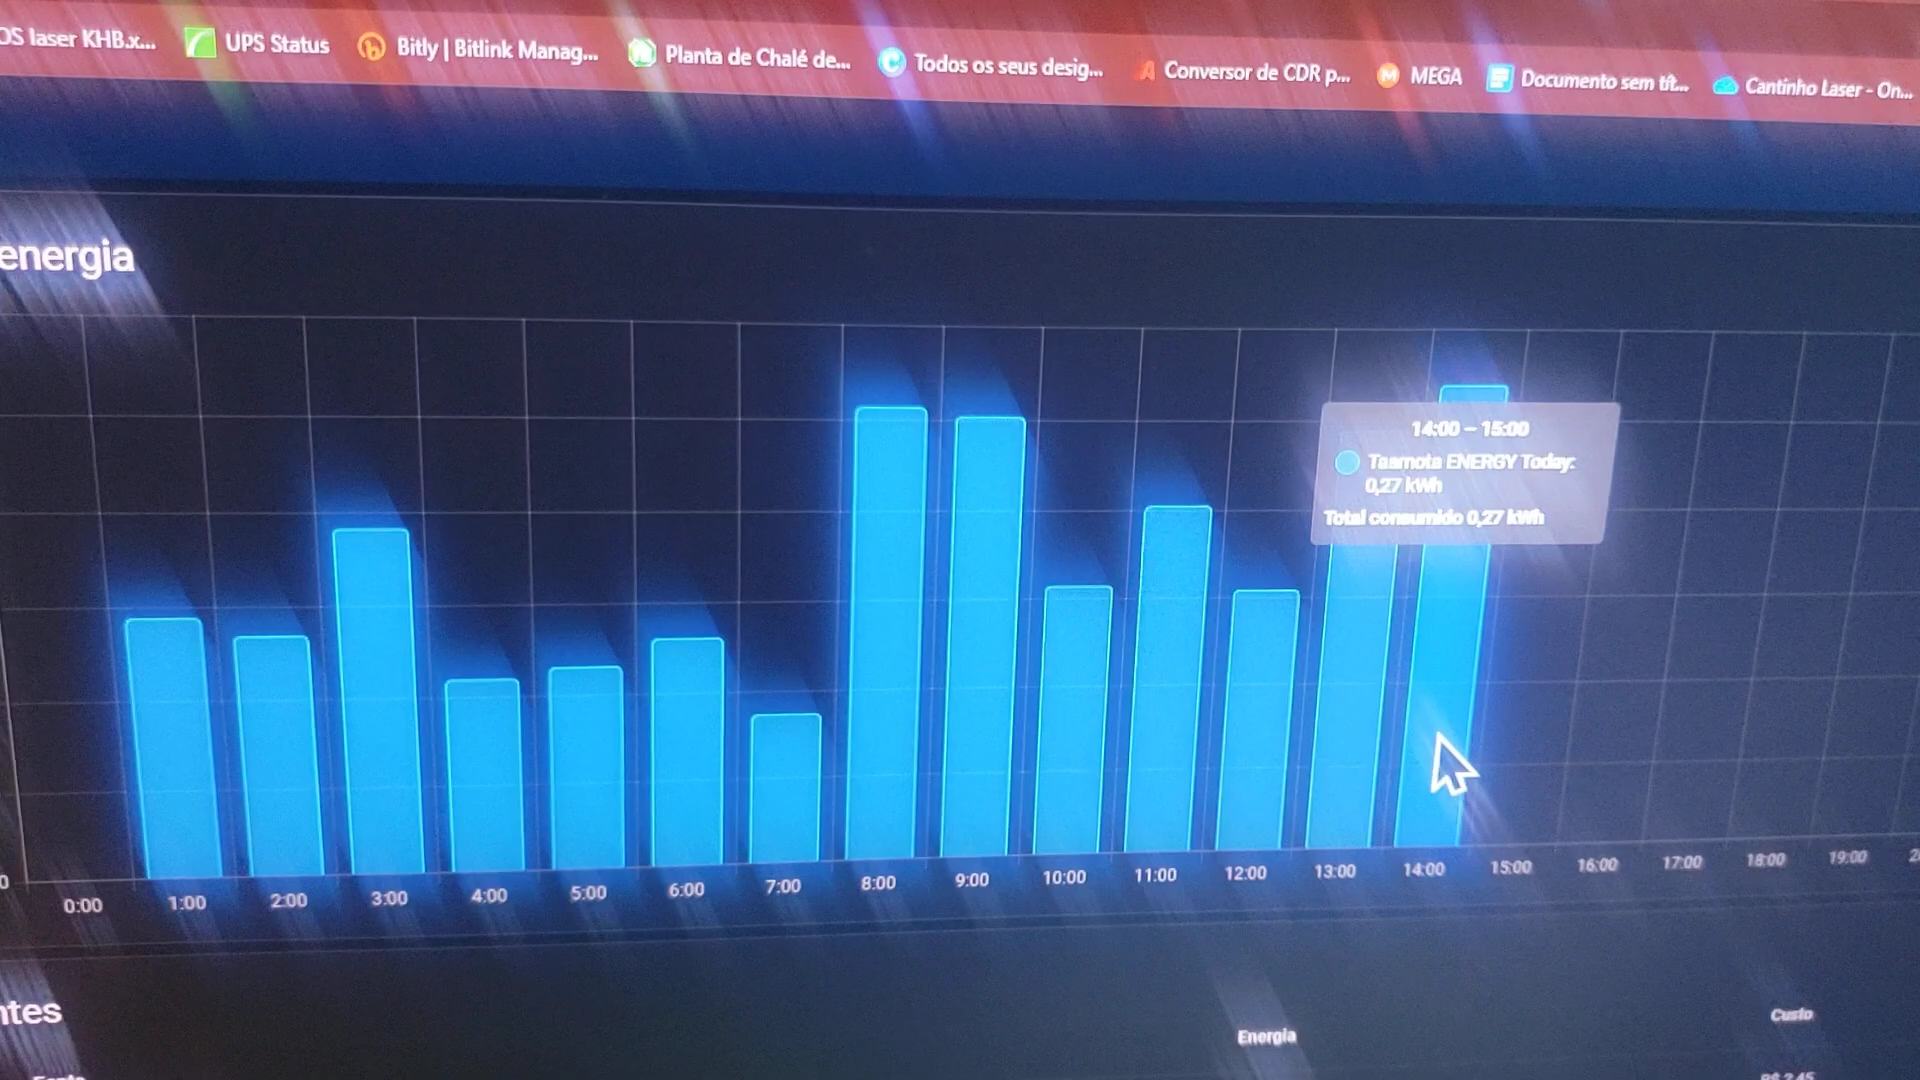 OS laser KHB.x...
UPS Status
Bitly | Bitlink Manag...
Planta de Chalé de...
Todos os seus desig...
Conversor de CDR p...
MEGA
Documento sem tít...
Cantinho Laser - On...
energia
14:00 – 15:00
Tasmota ENERGY Today:
0,27 kWh
Total consumido 0,27 kWh
0
0:00
1:00
2:00
3:00
4:00
5:00
6:00
7:00
8:00
9:00
10:00
11:00
12:00
13:00
14:00
15:00
16:00
17:00
18:00
19:00
ntes
Energia
Custo
R$ 2,45